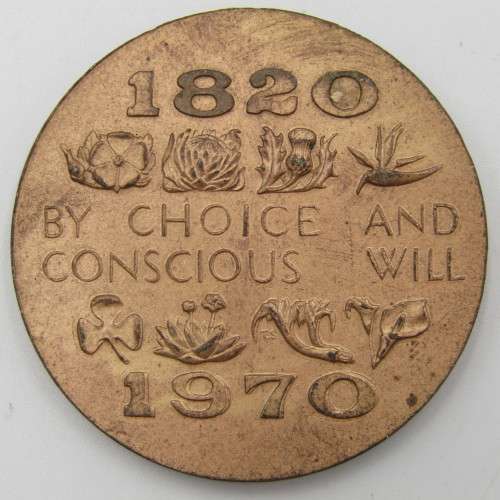 1820
BY CHOICE AND
CONSCIOUS WILL
1970